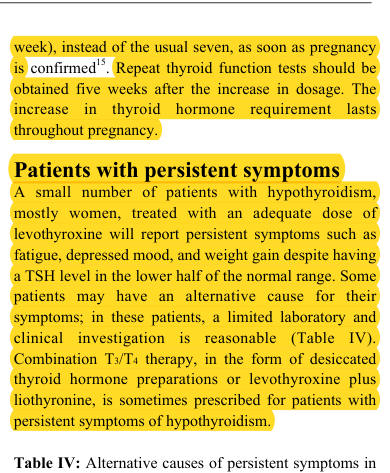 week), instead of the usual seven, as soon as pregnancy
is confirmed15. Repeat thyroid function tests should be
obtained five weeks after the increase in dosage. The
increase in thyroid hormone requirement lasts
throughout pregnancy.
Patients with persistent symptoms
A small number of patients with hypothyroidism,
mostly women, treated with an adequate dose of
levothyroxine will report persistent symptoms such as
fatigue, depressed mood, and weight gain despite having
a TSH level in the lower half of the normal range. Some
patients may have an alternative cause for their
symptoms; in these patients, a limited laboratory and
clinical investigation is reasonable (Table IV).
Combination T3/T4 therapy, in the form of desiccated
thyroid hormone preparations or levothyroxine plus
liothyronine, is sometimes prescribed for patients with
persistent symptoms of hypothyroidism.
Table IV: Alternative causes of persistent symptoms in